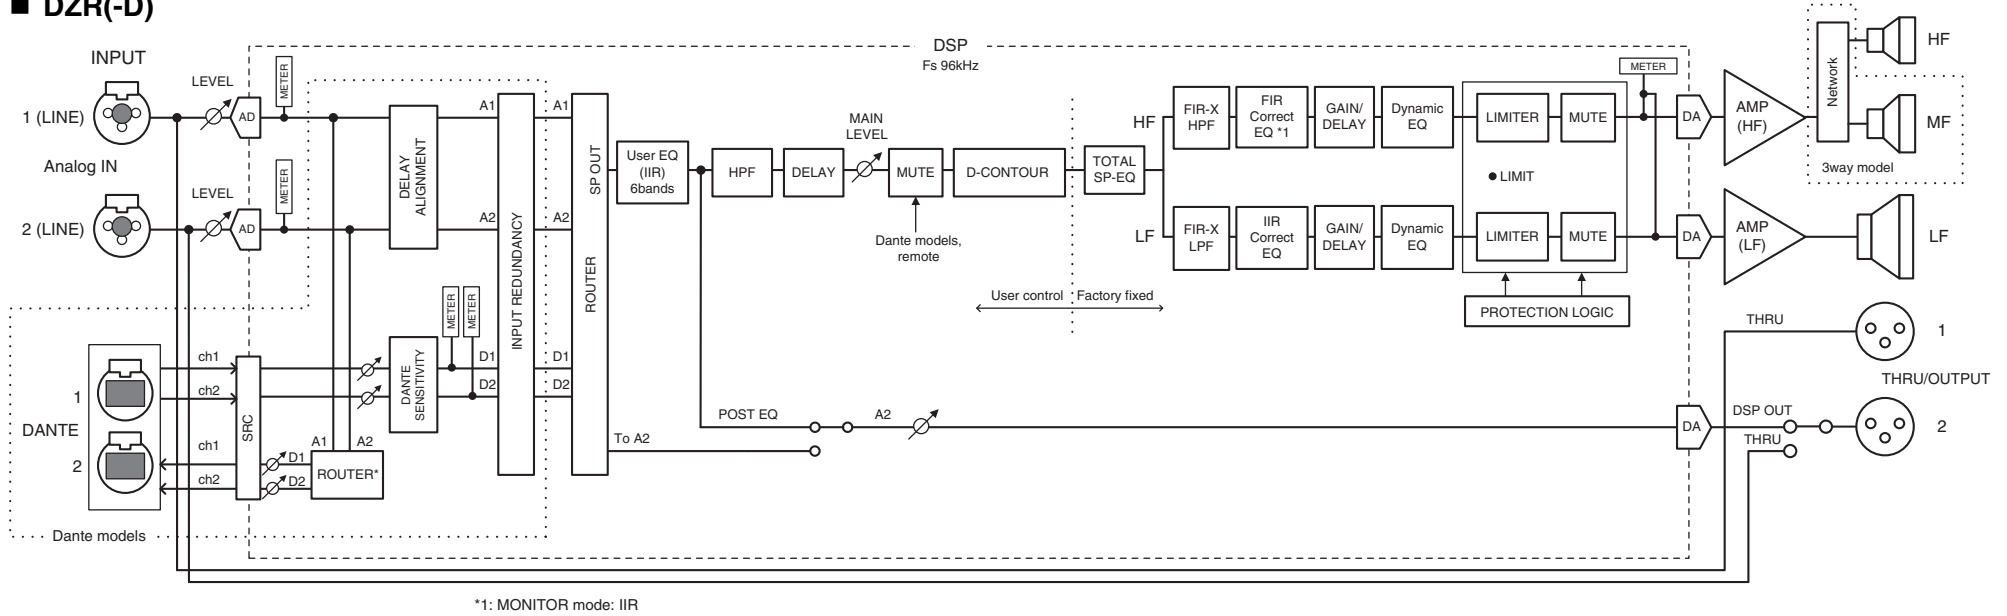 ■ DZR(-D)
INPUT
1 (LINE)
Analog IN
2 (LINE)
LEVEL
AD
METER
LEVEL
AD
METER
DELAY
ALIGNMENT
A1
A2
INPUT REDUNDANCY
A1
A2
D1
D2
D1
D2
SP OUT
ROUTER
To A2
DANTE
1
2
ch1
ch2
ch1
ch2
SRC
A1
A2
D1
D2
ROUTER*
DANTE
SENSITIVITY
METER
METER
Dante models
DSP
Fs 96kHz
User EQ
(IIR)
6bands
HPF
DELAY
MAIN
LEVEL
MUTE
Dante models,
remote
D-CONTOUR
User control
Factory fixed
TOTAL
SP-EQ
HF
FIR-X
HPF
FIR
Correct
EQ *1
GAIN/
DELAY
Dynamic
EQ
LIMITER
MUTE
LIMIT
LF
FIR-X
LPF
IIR
Correct
EQ
GAIN/
DELAY
Dynamic
EQ
LIMITER
MUTE
PROTECTION LOGIC
METER
DA
AMP
(HF)
Network
HF
MF
3way model
DA
AMP
(LF)
LF
POST EQ
A2
DA
THRU
1
THRU/OUTPUT
DSP OUT
THRU
2
*1: MONITOR mode: IIR